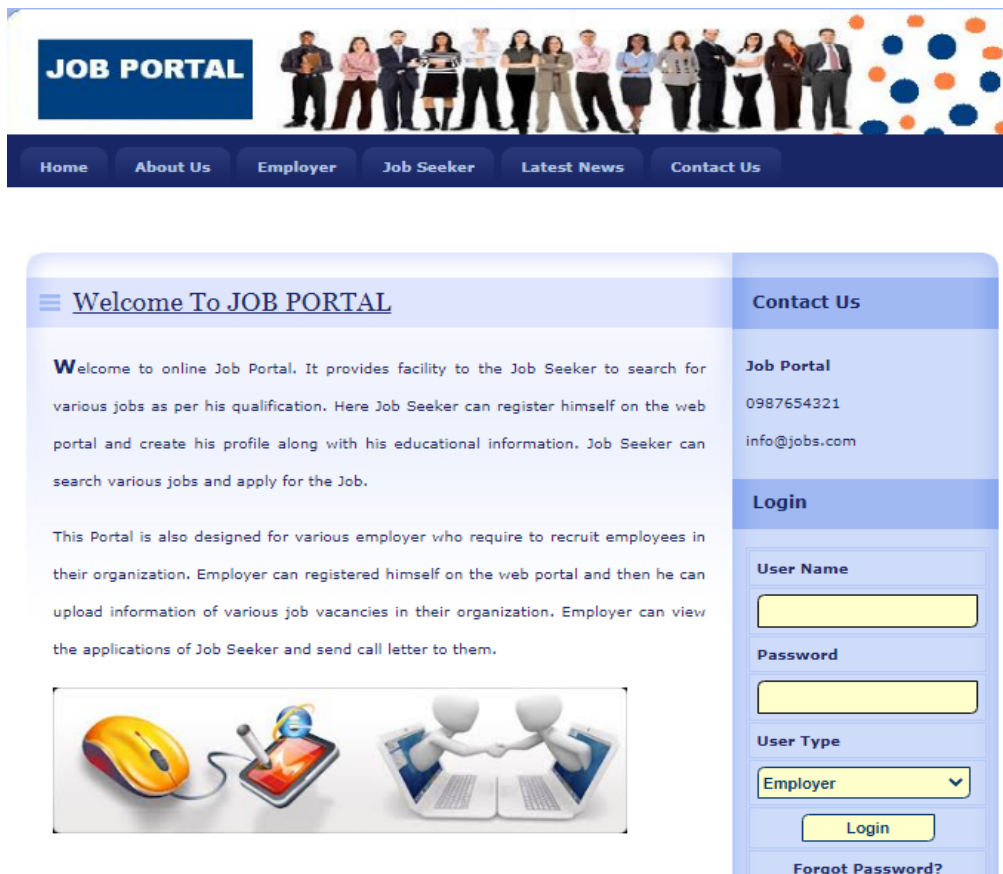 JOB PORTAL
Home About Us Employer Job Seeker Latest News Contact Us
Welcome To JOB PORTAL
Welcome to online Job Portal. It provides facility to the Job Seeker to search for
various jobs as per his qualification. Here Job Seeker can register himself on the web
portal and create his profile along with his educational information. Job Seeker can
search various jobs and apply for the Job.
This Portal is also designed for various employer who require to recruit employees in
their organization. Employer can registered himself on the web portal and then he can
upload information of various job vacancies in their organization. Employer can view
the applications of Job Seeker and send call letter to them.
Contact Us
Job Portal
0987654321
info@jobs.com
Login
User Name
Password
User Type
Employer
Login
Forgot Password?